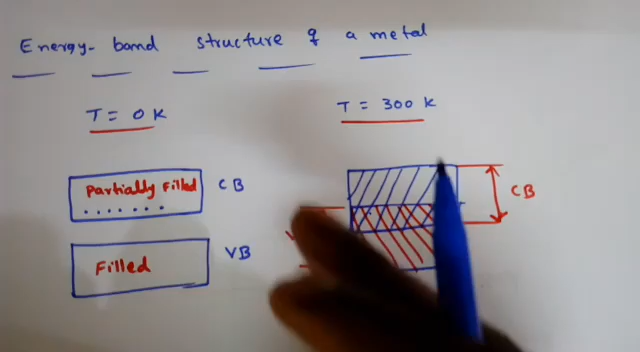 Energy-band structure of a metal
T = 0 K
T = 300 K
Partially Filled
CB
CB
Filled
VB